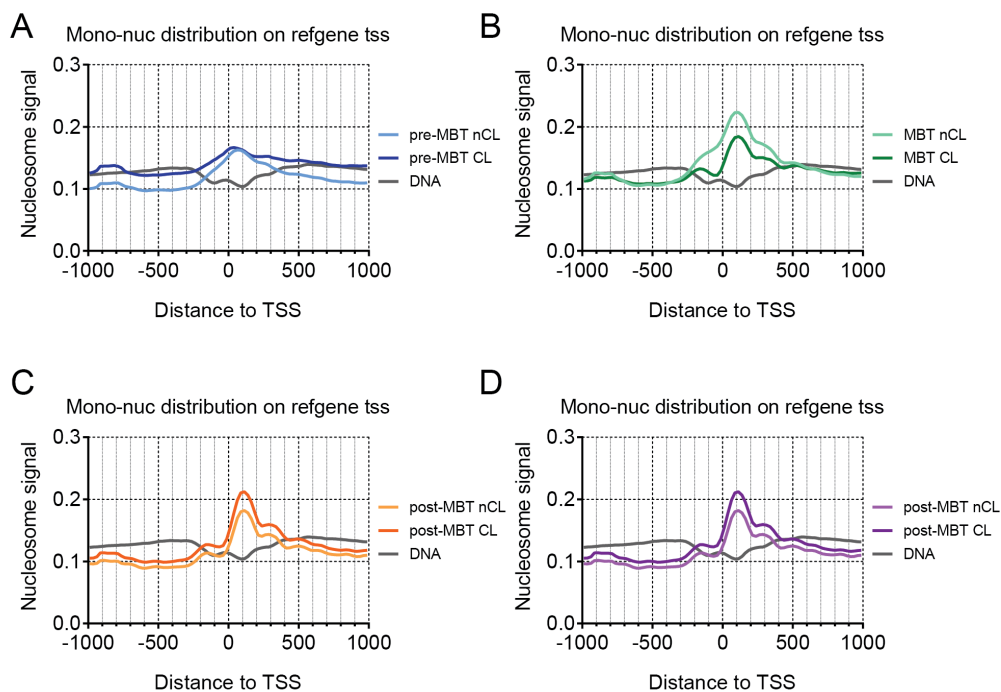 A
Mono-nuc distribution on refgene tss
Nucleosome signal
0.3
0.2
0.1
0.0
-1000
-500
0
500
1000
Distance to TSS
pre-MBT nCL
pre-MBT CL
DNA
B
Mono-nuc distribution on refgene tss
Nucleosome signal
0.3
0.2
0.1
0.0
-1000
-500
0
500
1000
Distance to TSS
MBT nCL
MBT CL
DNA
C
Mono-nuc distribution on refgene tss
Nucleosome signal
0.3
0.2
0.1
0.0
-1000
-500
0
500
1000
Distance to TSS
post-MBT nCL
post-MBT CL
DNA
D
Mono-nuc distribution on refgene tss
Nucleosome signal
0.3
0.2
0.1
0.0
-1000
-500
0
500
1000
Distance to TSS
post-MBT nCL
post-MBT CL
DNA